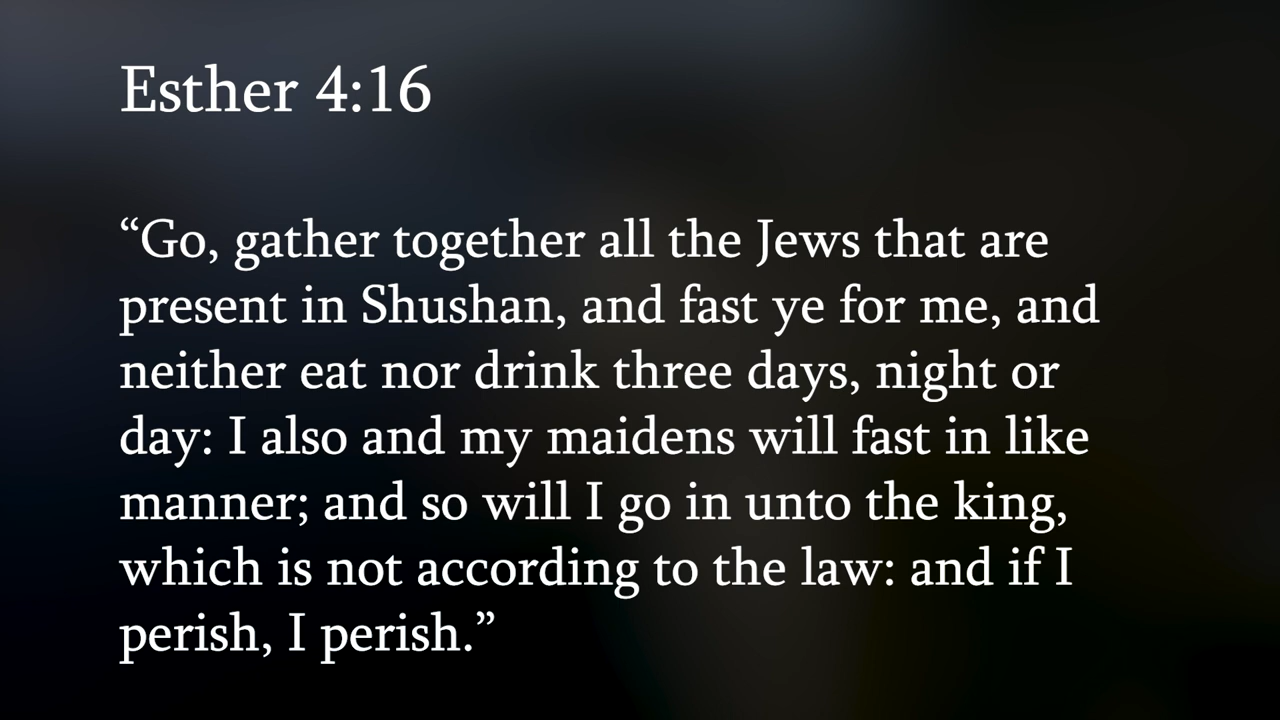 Esther 4:16
“Go, gather together all the Jews that are
present in Shushan, and fast ye for me, and
neither eat nor drink three days, night or
day: I also and my maidens will fast in like
manner; and so will I go in unto the king,
which is not according to the law: and if I
perish, I perish.”